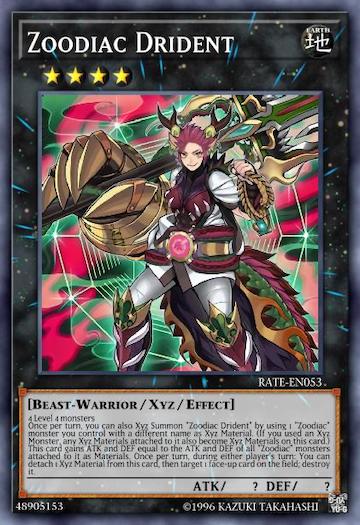 Zoodiac Drident
EARTH
地
RATE-EN053
[Beast-Warrior / Xyz / Effect]
4 Level 4 monsters
Once per turn, you can also Xyz Summon "Zoodiac Drident" by using 1 "Zoodiac"
monster you control with a different name as Xyz Material. (If you used an Xyz
Monster, any Xyz Materials attached to it also become Xyz Materials on this card.)
This card gains ATK and DEF equal to the ATK and DEF of all "Zoodiac" monsters
attached to it as Materials. Once per turn, during either player's turn: You can
detach 1 Xyz Material from this card, then target 1 face-up card on the field; destroy
it.
ATK/ ? DEF/ ?
48905153
©1996 KAZUKI TAKAHASHI